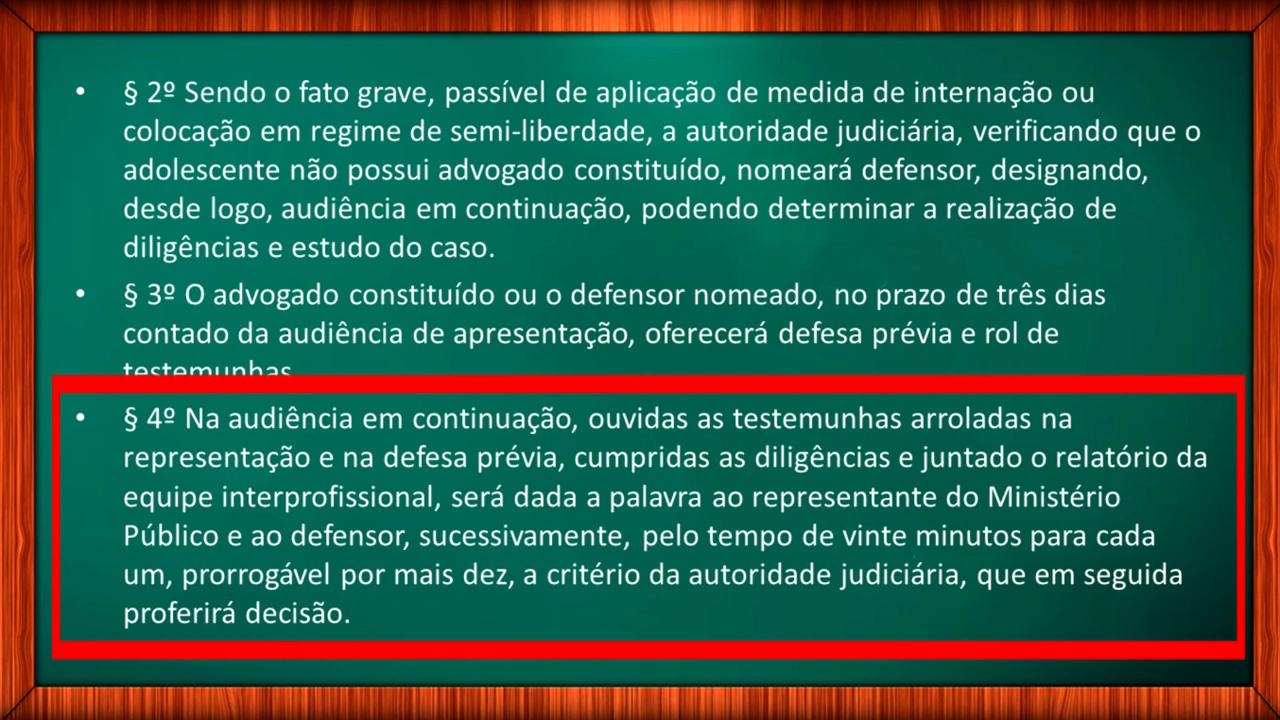 • § 2º Sendo o fato grave, passível de aplicação de medida de internação ou
colocação em regime de semi-liberdade, a autoridade judiciária, verificando que o
adolescente não possui advogado constituído, nomeará defensor, designando,
desde logo, audiência em continuação, podendo determinar a realização de
diligências e estudo do caso.
• § 3º O advogado constituído ou o defensor nomeado, no prazo de três dias
contado da audiência de apresentação, oferecerá defesa prévia e rol de
testemunhas.
• § 4º Na audiência em continuação, ouvidas as testemunhas arroladas na
representação e na defesa prévia, cumpridas as diligências e juntado o relatório da
equipe interprofissional, será dada a palavra ao representante do Ministério
Público e ao defensor, sucessivamente, pelo tempo de vinte minutos para cada
um, prorrogável por mais dez, a critério da autoridade judiciária, que em seguida
proferirá decisão.